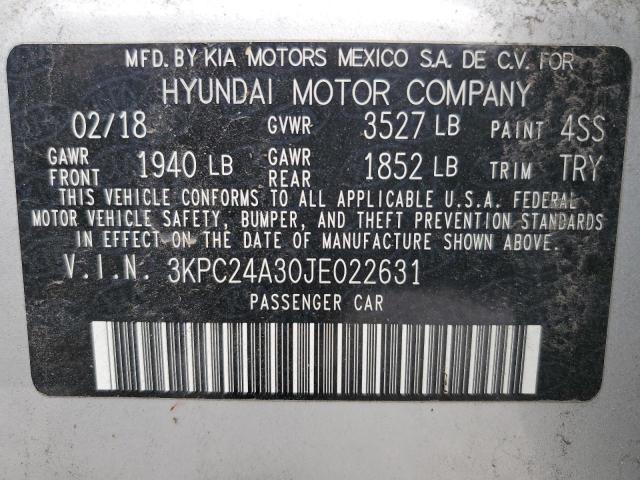 MFD. BY KIA MOTORS MEXICO S.A. DE C.V. FOR
HYUNDAI MOTOR COMPANY
02/18 GVWR 3527 LB PAINT 4SS
GAWR FRONT 1940 LB GAWR REAR 1852 LB TRIM TRY
THIS VEHICLE CONFORMS TO ALL APPLICABLE U.S.A. FEDERAL
MOTOR VEHICLE SAFETY, BUMPER, AND THEFT PREVENTION STANDARDS
IN EFFECT ON THE DATE OF MANUFACTURE SHOWN ABOVE.
V.I.N. 3KPC24A30JE022631
PASSENGER CAR